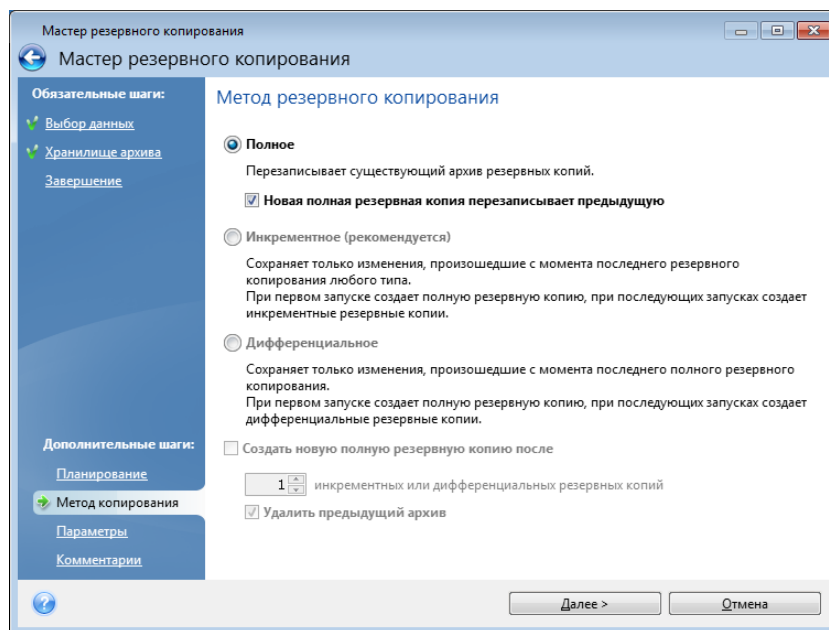 Мастер резервного копирования
Мастер резервного копирования
Обязательные шаги:
Выбор данных
Хранилище архива
Завершение
Метод резервного копирования
Полное
Перезаписывает существующий архив резервных копий.
Новая полная резервная копия перезаписывает предыдущую
Инкрементное (рекомендуется)
Сохраняет только изменения, произошедшие с момента последнего резервного
копирования любого типа.
При первом запуске создает полную резервную копию, при последующих запусках создает
инкрементные резервные копии.
Дифференциальное
Сохраняет только изменения, произошедшие с момента последнего полного резервного
копирования.
При первом запуске создает полную резервную копию, при последующих запусках создает
дифференциальные резервные копии.
Дополнительные шаги:
Планирование
Метод копирования
Параметры
Комментарии
Создать новую полную резервную копию после
1 инкрементных или дифференциальных резервных копий
Удалить предыдущий архив
?
Далее >
Отмена